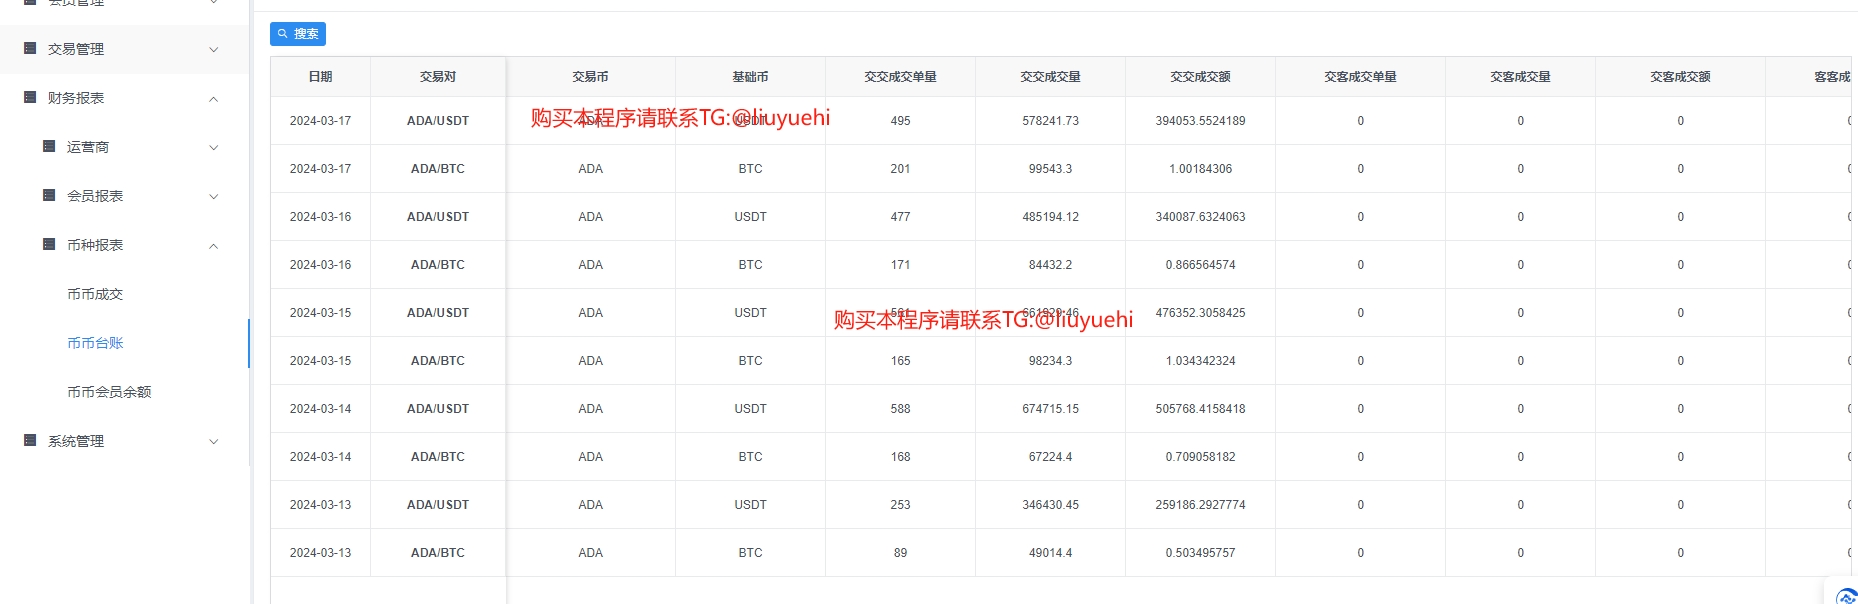 会员管理
交易管理
财务报表
运营商
会员报表
币种报表
币币成交
币币台账
币币会员余额
系统管理
搜索
日期 交易对 交易币 基础币 交交成交单量 交交成交量 交交成交额 交客成交单量 交客成交量 交客成交额 客客成
2024-03-17 ADA/USDT ADA USDT 495 578241.73 394053.5524189 0 0 0 0
购买本程序请联系TG:@liuyuehi
2024-03-17 ADA/BTC ADA BTC 201 99543.3 1.00184306 0 0 0 0
2024-03-16 ADA/USDT ADA USDT 477 485194.12 340087.6324063 0 0 0 0
2024-03-16 ADA/BTC ADA BTC 171 84432.2 0.866564574 0 0 0 0
2024-03-15 ADA/USDT ADA USDT 476352.3058425 0 0 0 0
购买本程序请联系TG:@liuyuehi
2024-03-15 ADA/BTC ADA BTC 165 98234.3 1.034342324 0 0 0 0
2024-03-14 ADA/USDT ADA USDT 588 674715.15 505768.4158418 0 0 0 0
2024-03-14 ADA/BTC ADA BTC 168 67224.4 0.709058182 0 0 0 0
2024-03-13 ADA/USDT ADA USDT 253 346430.45 259186.2927774 0 0 0 0
2024-03-13 ADA/BTC ADA BTC 89 49014.4 0.503495757 0 0 0 0